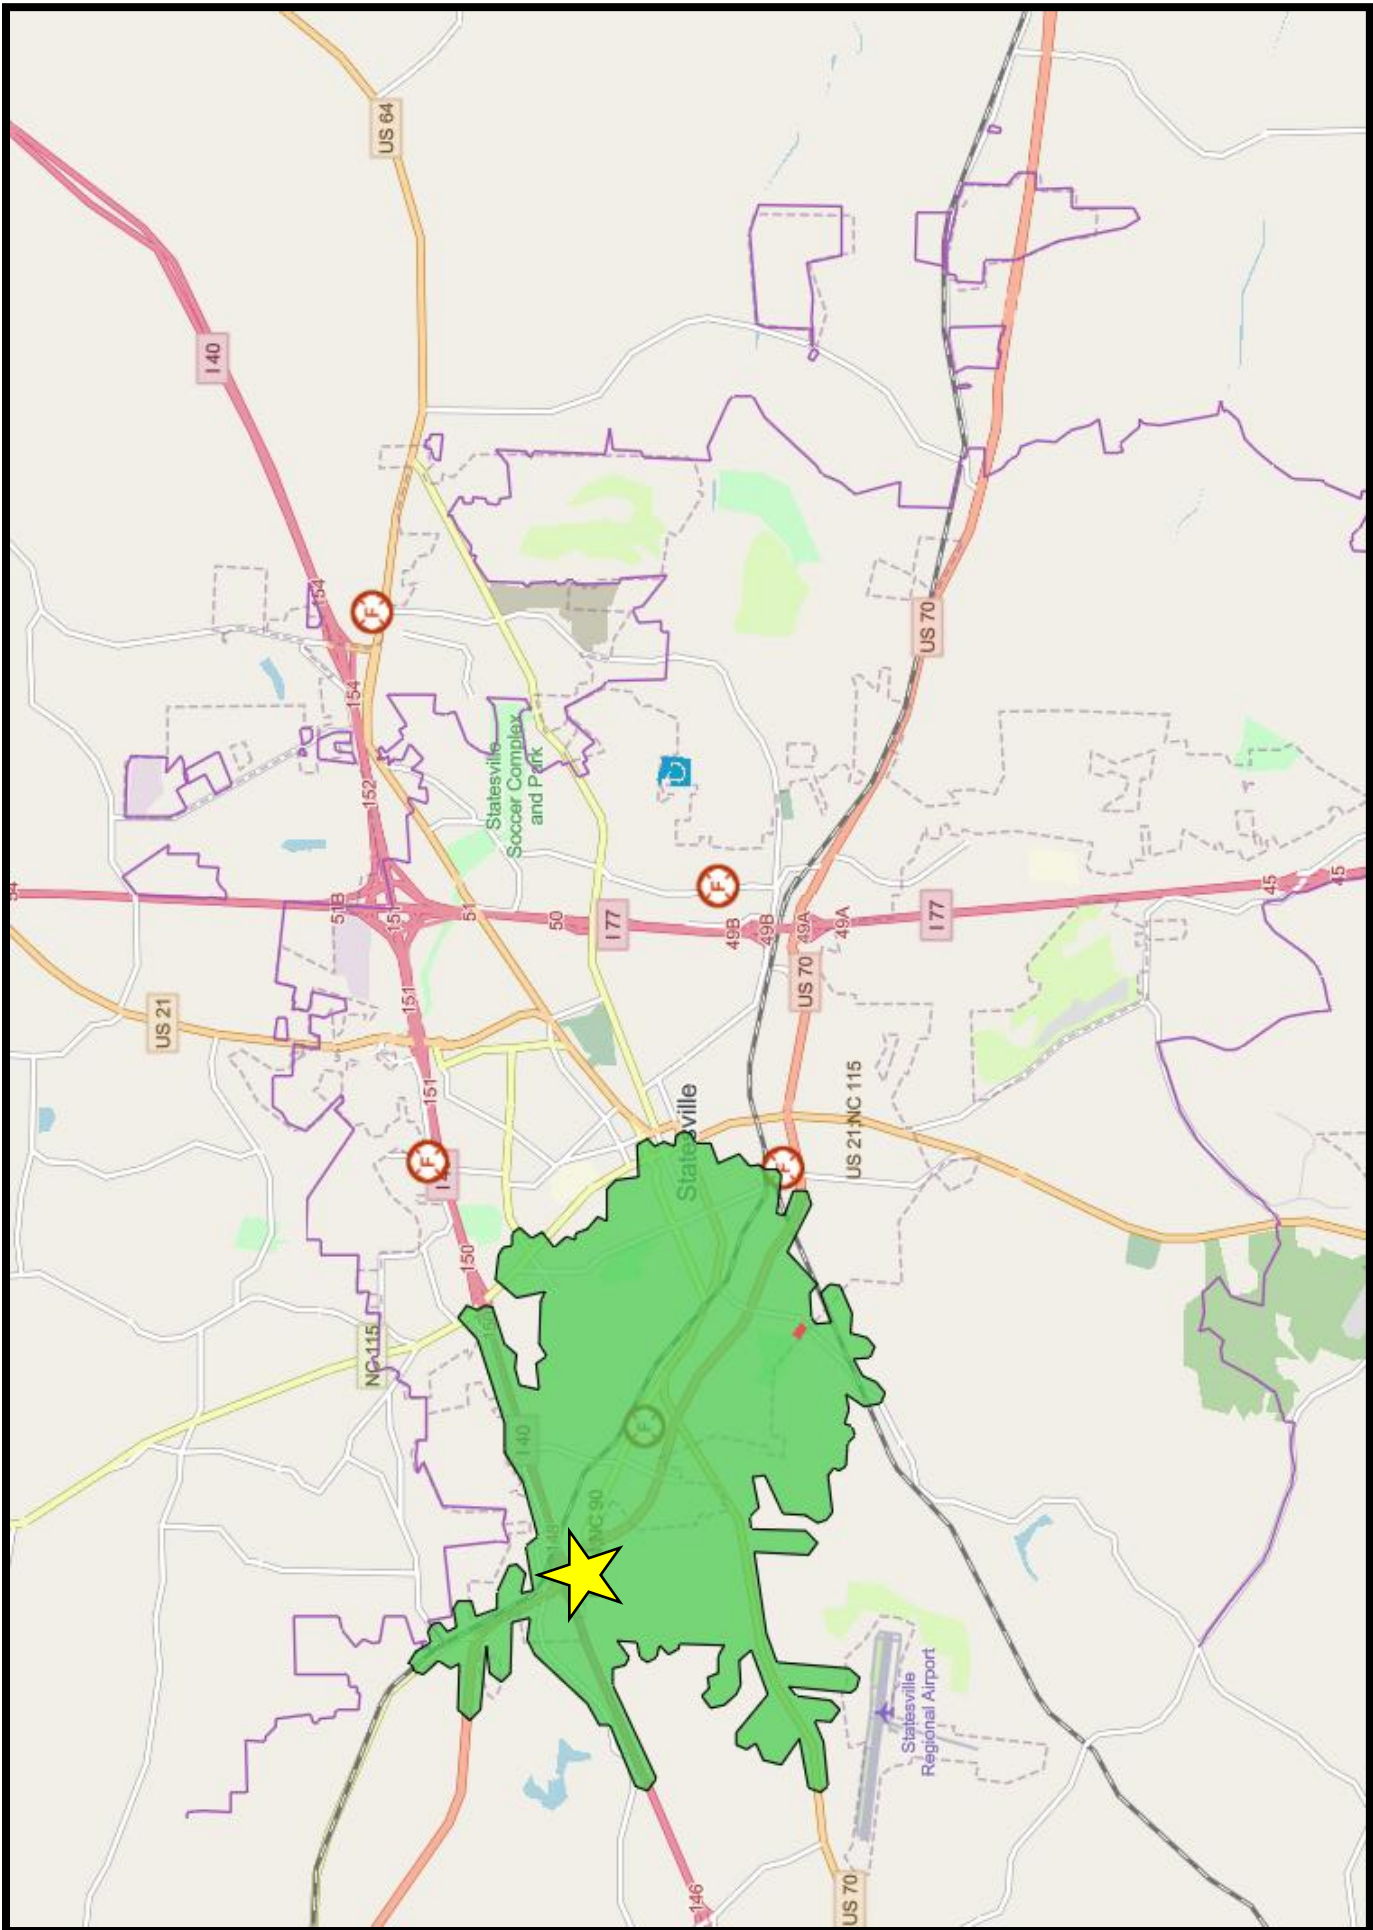 US 64
I 40
154
154
152
51B
151
51
50
I 77
49B
49B
49A
49A
I 77
45
45
US 70
US 70
Statesville
Soccer Complex
and Park
US 21
151
151
150
NC 115
Statesville
US 21;NC 115
F
F
F
F
F
I 40
148
NC 90
Statesville
Regional Airport
146
US 70